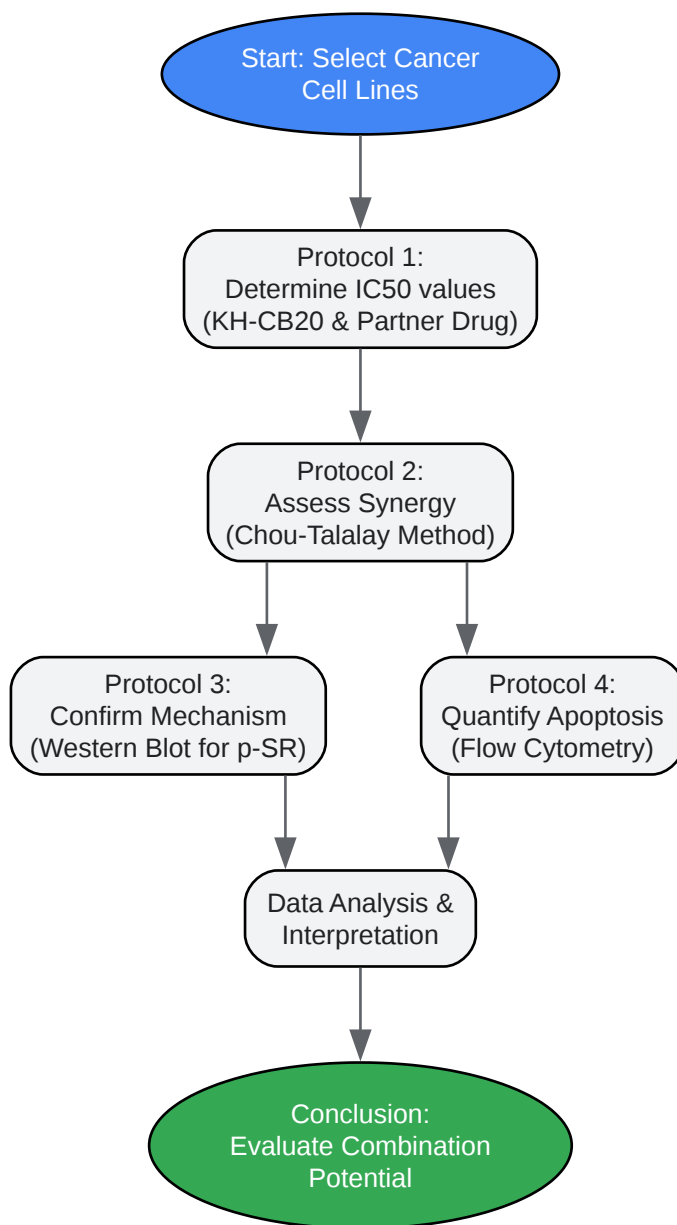 Start: Select Cancer
Cell Lines
Protocol 1:
Determine IC50 values
(KH-CB20 & Partner Drug)
Protocol 2:
Assess Synergy
(Chou-Talalay Method)
Protocol 3:
Confirm Mechanism
(Western Blot for p-SR)
Protocol 4:
Quantify Apoptosis
(Flow Cytometry)
Data Analysis &
Interpretation
Conclusion:
Evaluate Combination
Potential